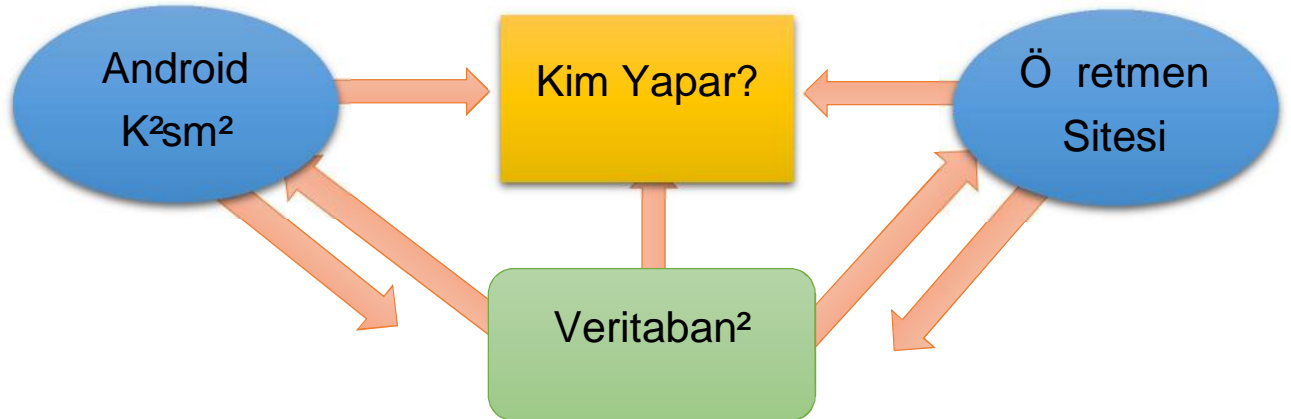 Android
K²sm²
Kim Yapar?
Ö retmen
Sitesi
Veritaban²